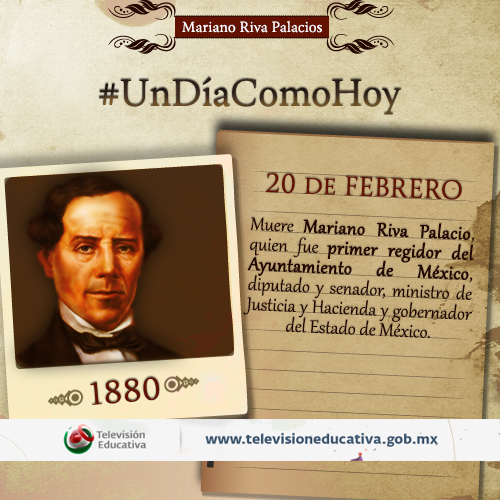 Mariano Riva Palacios
#UnDíaComoHoy
20 DE FEBRERO
Muere Mariano Riva Palacio,
quien fue primer regidor del
Ayuntamiento de México,
diputado y senador, ministro de
Justicia y Hacienda y gobernador
del Estado de México.
1880
Televisión
Educativa
www.televisioneducativa.gob.mx